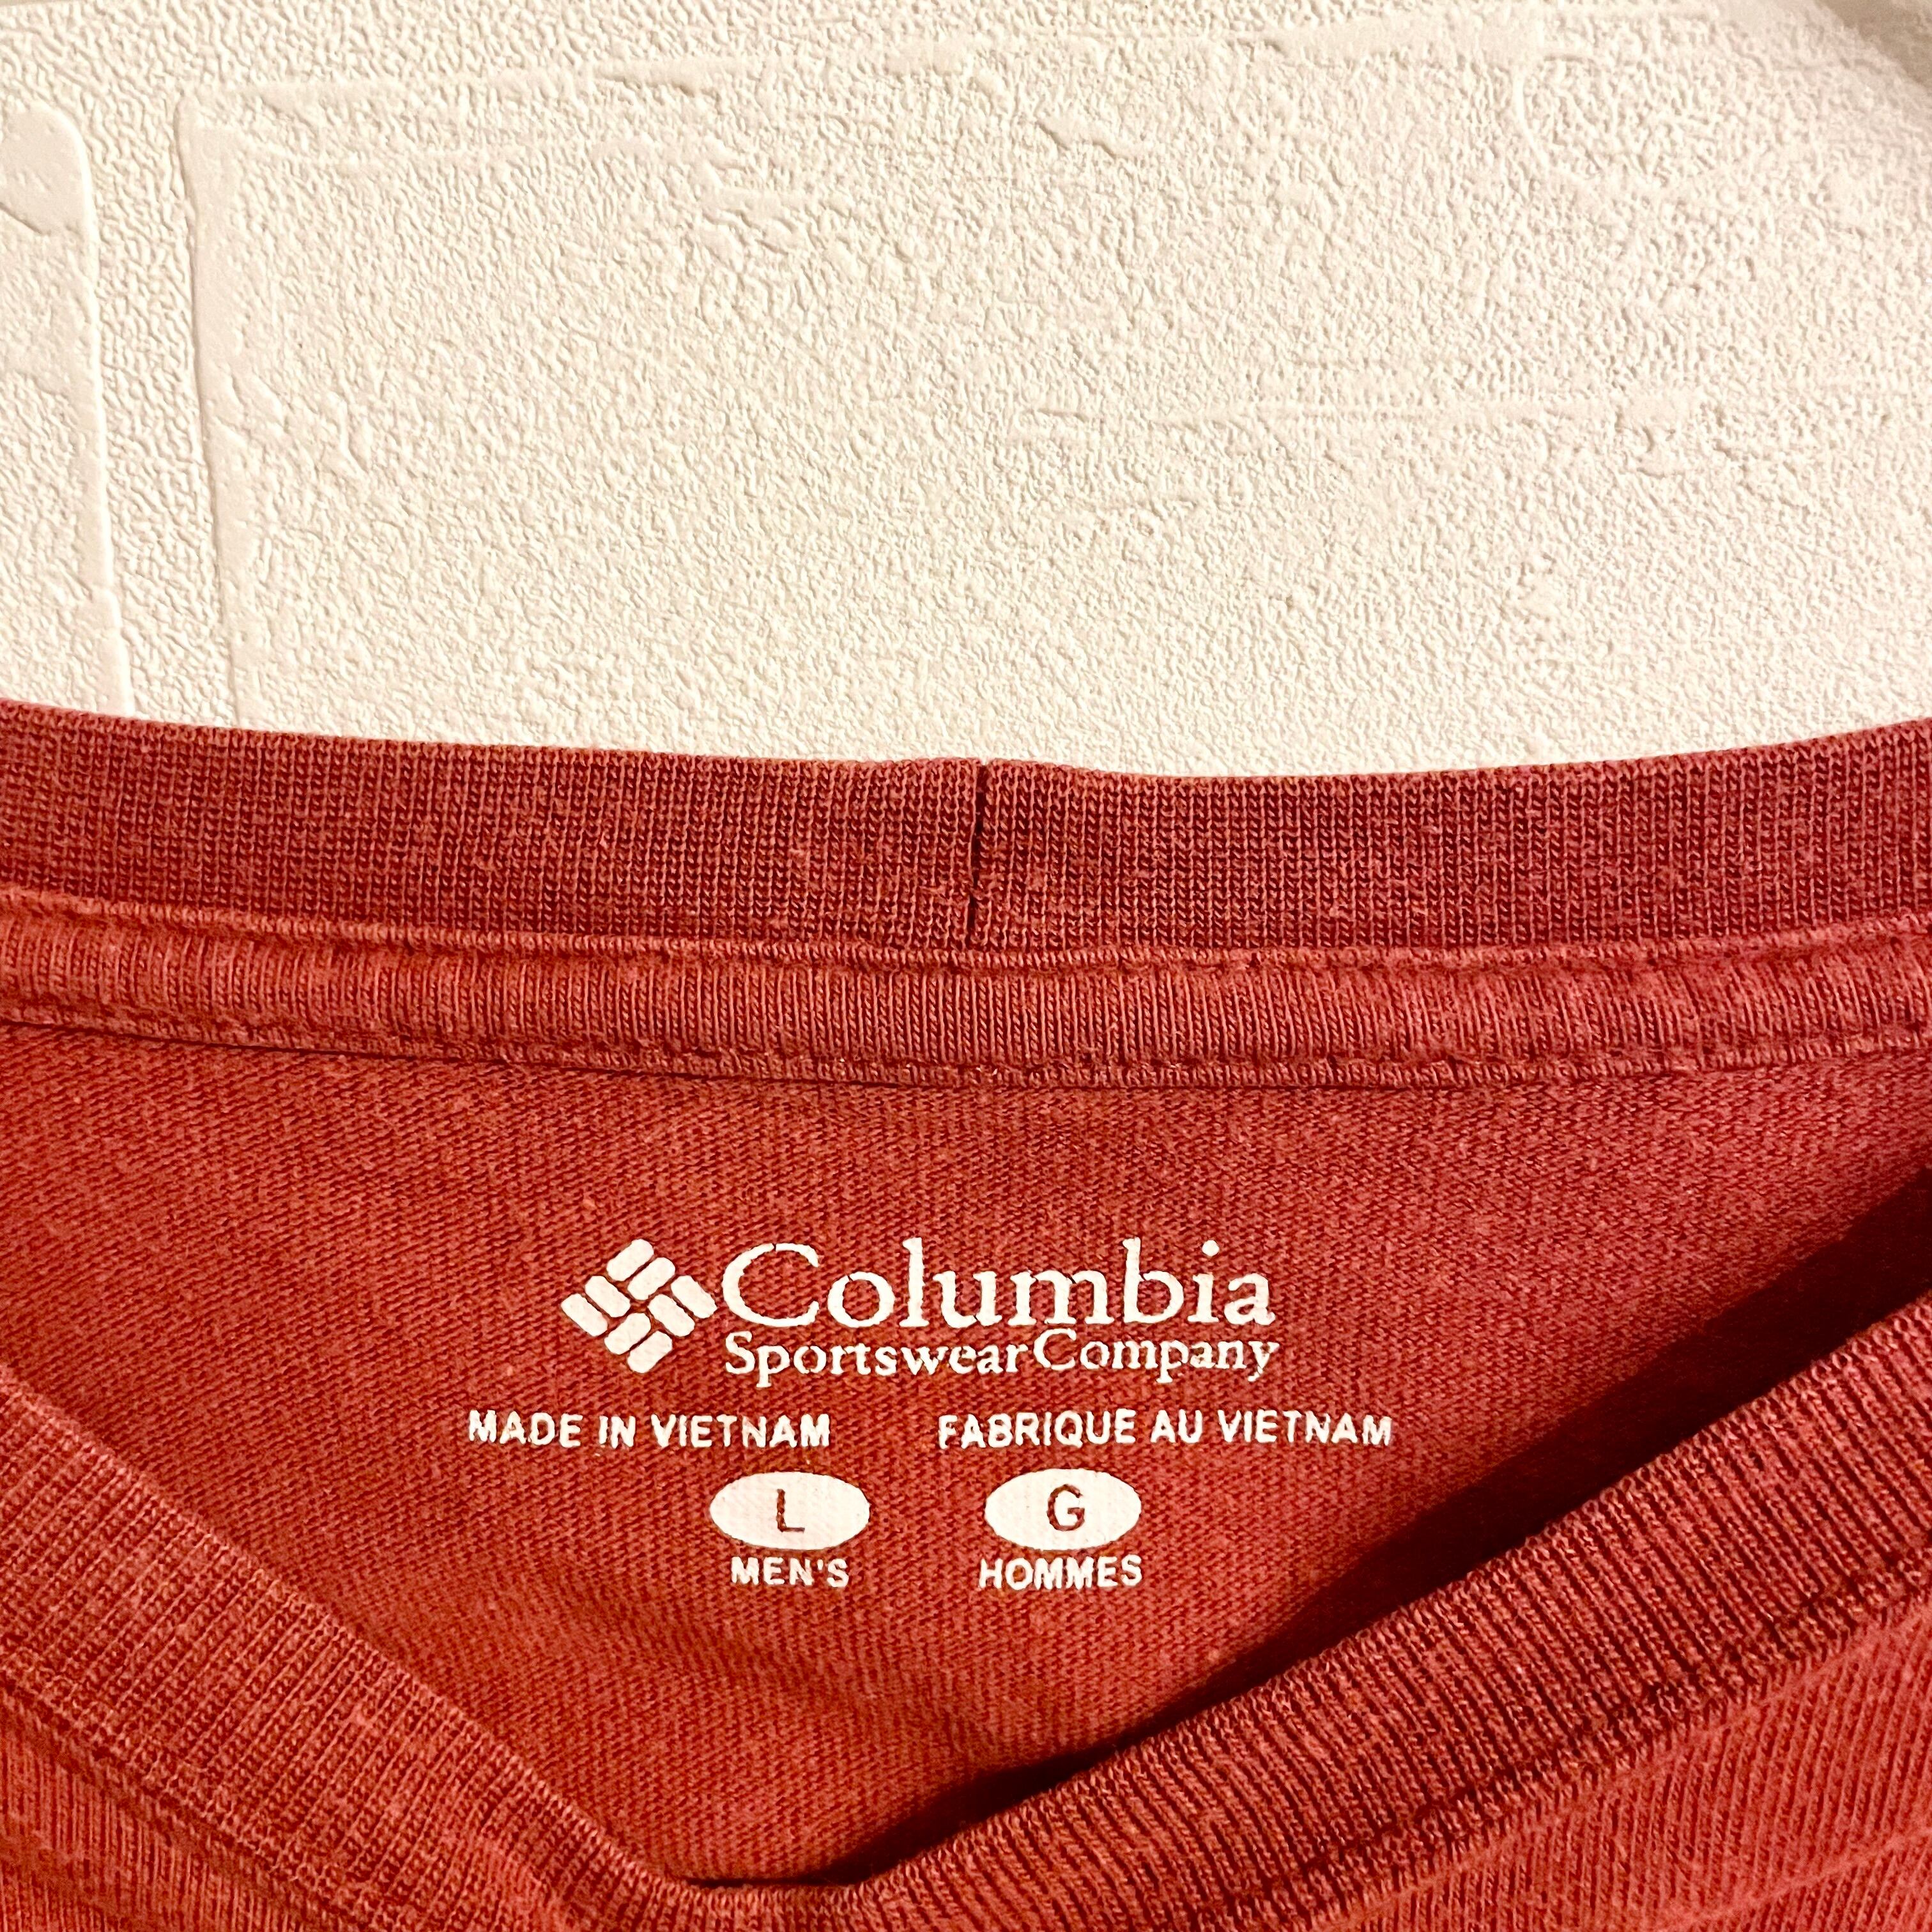 Columbia
Sportswear Company
MADE IN VIETNAM FABRIQUE AU VIETNAM
L G
MEN'S HOMMES